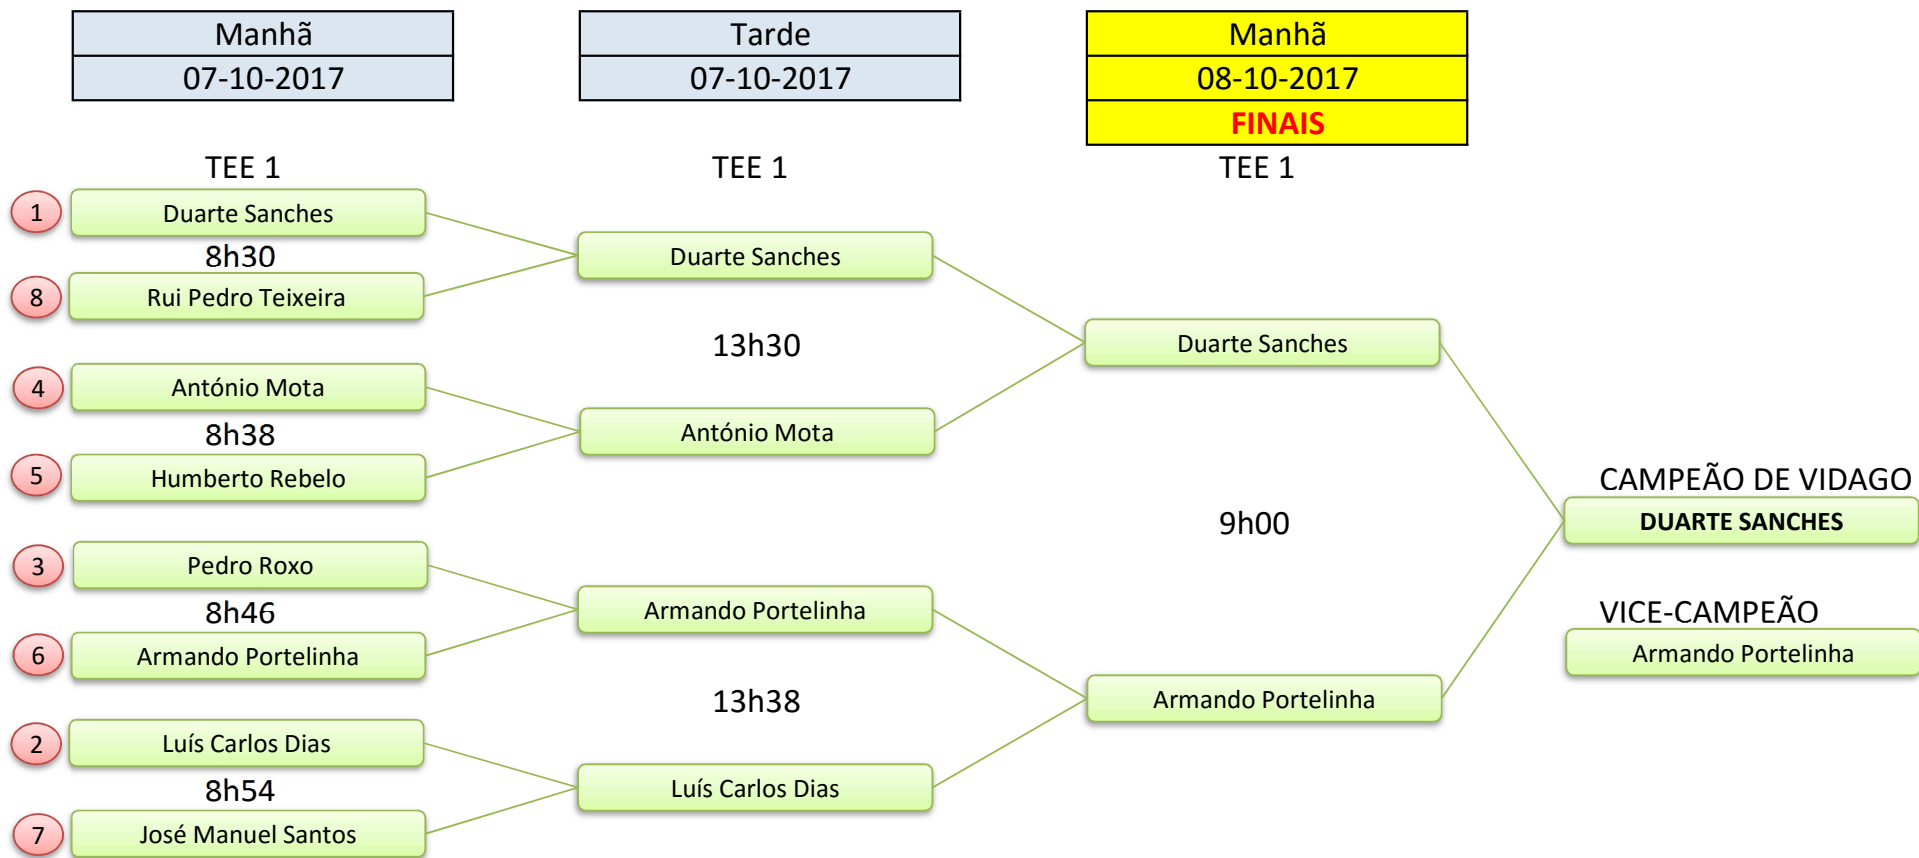 Manhã
07-10-2017
Tarde
07-10-2017
Manhã
08-10-2017
FINAIS
TEE 1
TEE 1
TEE 1
1
Duarte Sanches
8h30
8
Rui Pedro Teixeira
4
António Mota
8h38
5
Humberto Rebelo
3
Pedro Roxo
8h46
6
Armando Portelinha
2
Luís Carlos Dias
8h54
7
José Manuel Santos
Duarte Sanches
13h30
António Mota
Armando Portelinha
13h38
Luís Carlos Dias
Duarte Sanches
9h00
Armando Portelinha
CAMPEÃO DE VIDAGO
DUARTE SANCHES
VICE-CAMPEÃO
Armando Portelinha